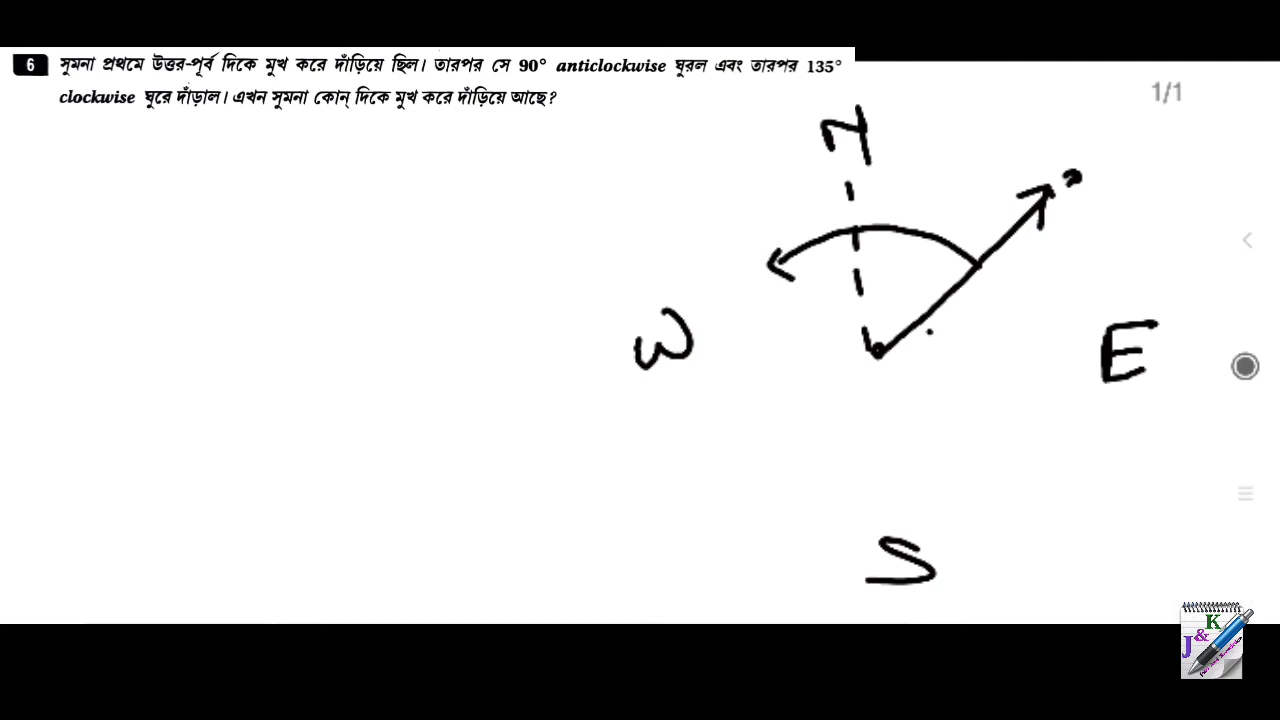 6 সুমনা প্রথমে উত্তর-পূর্ব দিকে মুখ করে দাঁড়িয়ে ছিল। তারপর সে 90° anticlockwise ঘুরল এবং তারপর 135°
clockwise ঘুরে দাঁড়াল। এখন সুমনা কোন্ দিকে মুখ করে দাঁড়িয়ে আছে?
1/1
N
W
E
S
J&K